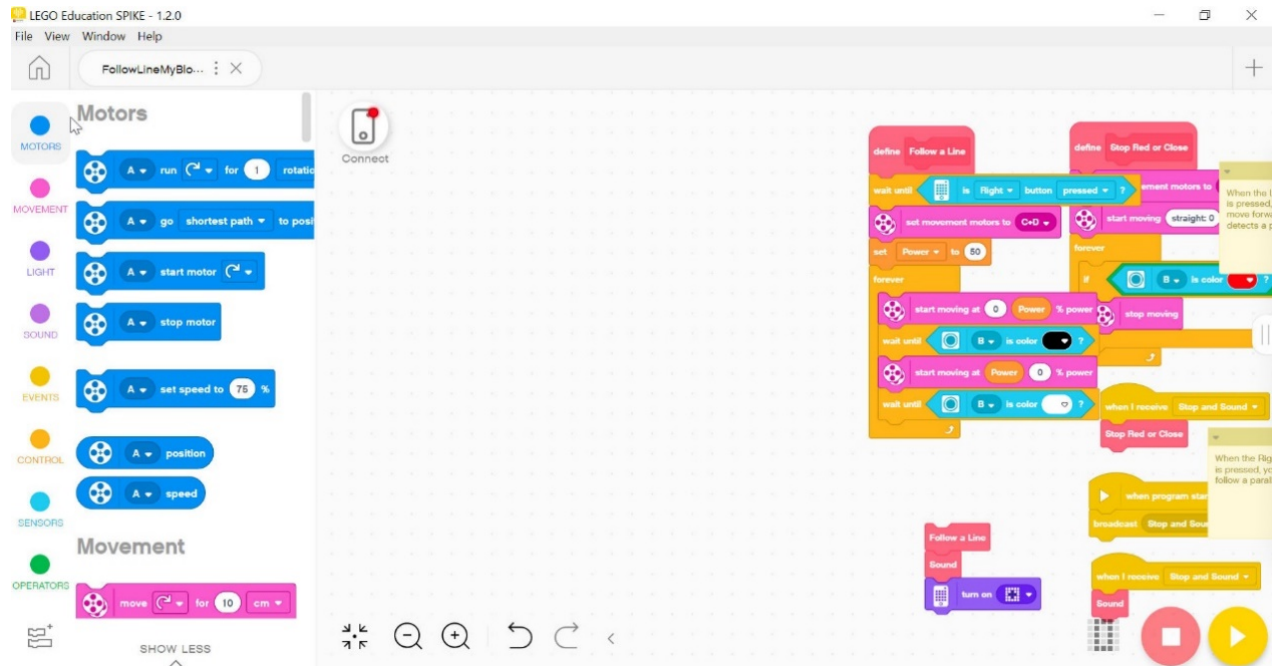 LEGO Education SPIKE - 1.2.0
File View Window Help
FollowLineMyBlo...
MOTORS
MOVEMENT
LIGHT
SOUND
EVENTS
CONTROL
SENSORS
OPERATORS
Motors
A run for 1 rotatio
A go shortest path to posi
A start motor
A stop motor
A set speed to 75 %
A position
A speed
Movement
move for 10 cm
SHOW LESS
Connect
define Follow a Line
wait until is Right button pressed ?
set movement motors to C+D
set Power to 50
forever
start moving at 0 Power % power
wait until B is color ?
start moving at Power 0 % power
wait until B is color ?
Follow a Line
Sound
turn on
define Stop Red or Close
ement motors to
start moving straight: 0
forever
if B is color ?
stop moving
when I receive Stop and Sound
Stop Red or Close
when program star
broadcast Stop and Soun
when I receive Stop and Sound
Sound
When the
is pressed,
move forwa
detects a p
When the Rig
is pressed, yo
follow a paral